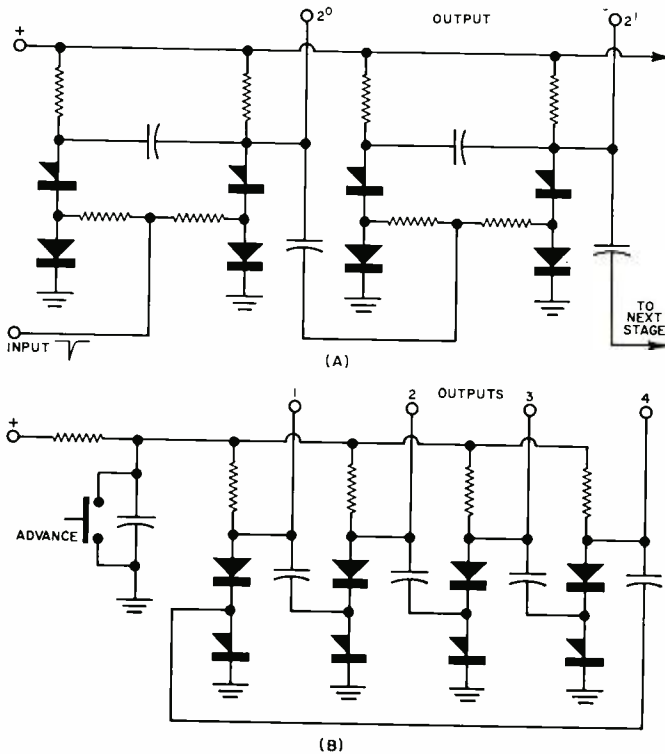 2⁰ OUTPUT 2¹
+
TO
NEXT
STAGE
INPUT
(A)
1 2 OUTPUTS 3 4
+
ADVANCE
(B)